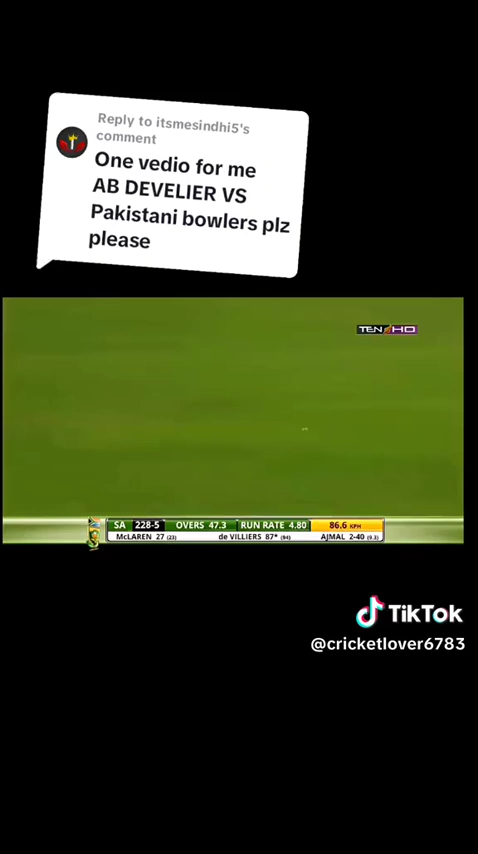 Reply to itsmesindhi5's
comment
One vedio for me
AB DEVELIER VS
Pakistani bowlers plz
please
TEN HD
SA 228-5 OVERS 47.3 RUN RATE 4.80 86.6 KPH
McLAREN 27 (23) de VILLIERS 87* (94) AJMAL 2-40 (9.3)
TikTok
@cricketlover6783